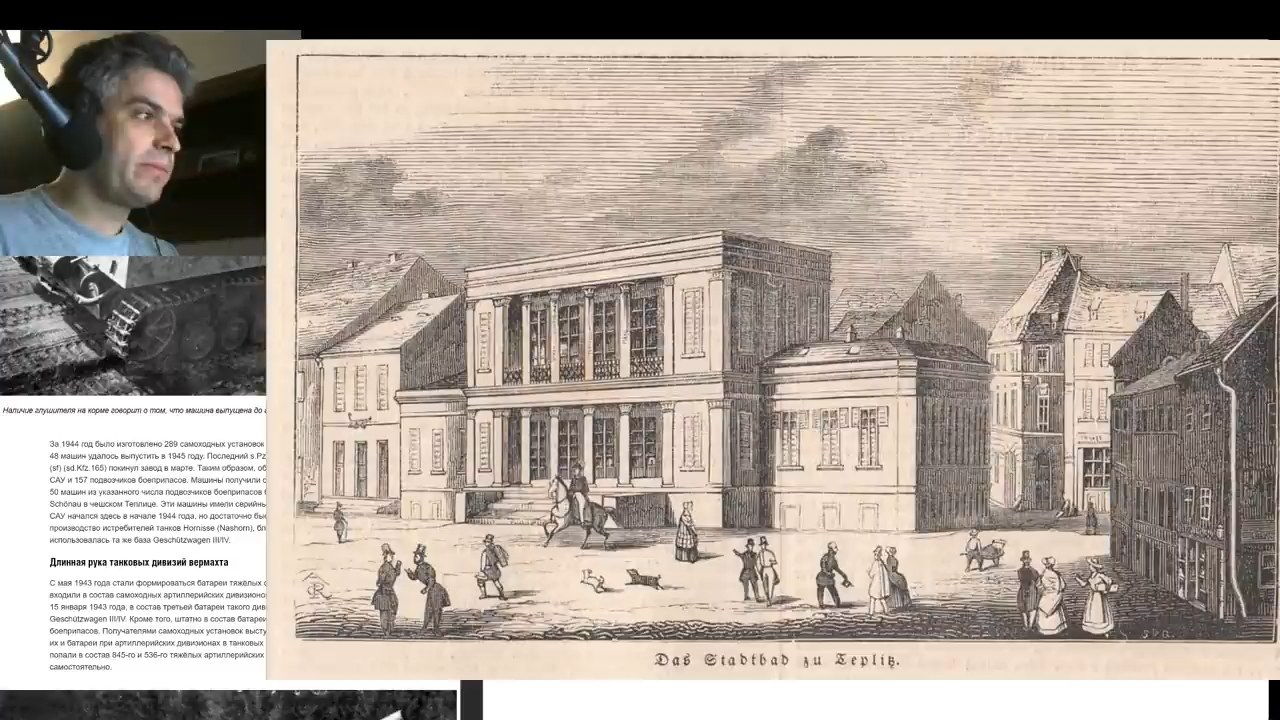 Наличие глушителя на корме говорит о том, что машина выпущена до
За 1944 год было изготовлено 289 самоходных установок
48 машин удалось выпустить в 1945 году. Последний s.Pz
(sf) (sd.Kfz.165) покинул завод в марте. Таким образом, об
САУ и 157 подвозчиков боеприпасов. Машины получили с
50 машин из указанного числа подвозчиков боеприпасов
Schönau в чешском Теплице. Эти машины имели серийны
САУ начался здесь в начале 1944 года, но достаточно бы
производство истребителей танков Hornisse (Nashorn), бл
использовалась та же база Geschützwagen III/IV.
Длинная рука танковых дивизий вермахта
С мая 1943 года стали формироваться батареи тяжёлых с
входили в состав самоходных артиллерийских дивизионо
15 января 1943 года, в состав третьей батареи такого див
Geschützwagen III/IV. Кроме того, штатно в состав батаре
боеприпасов. Получателями самоходных установок высту
их и батареи при артиллерийских дивизионах в танковых
попали в состав 845-го и 536-го тяжёлых артиллерийских
самостоятельно.
Das Stadtbad zu Teplitz.